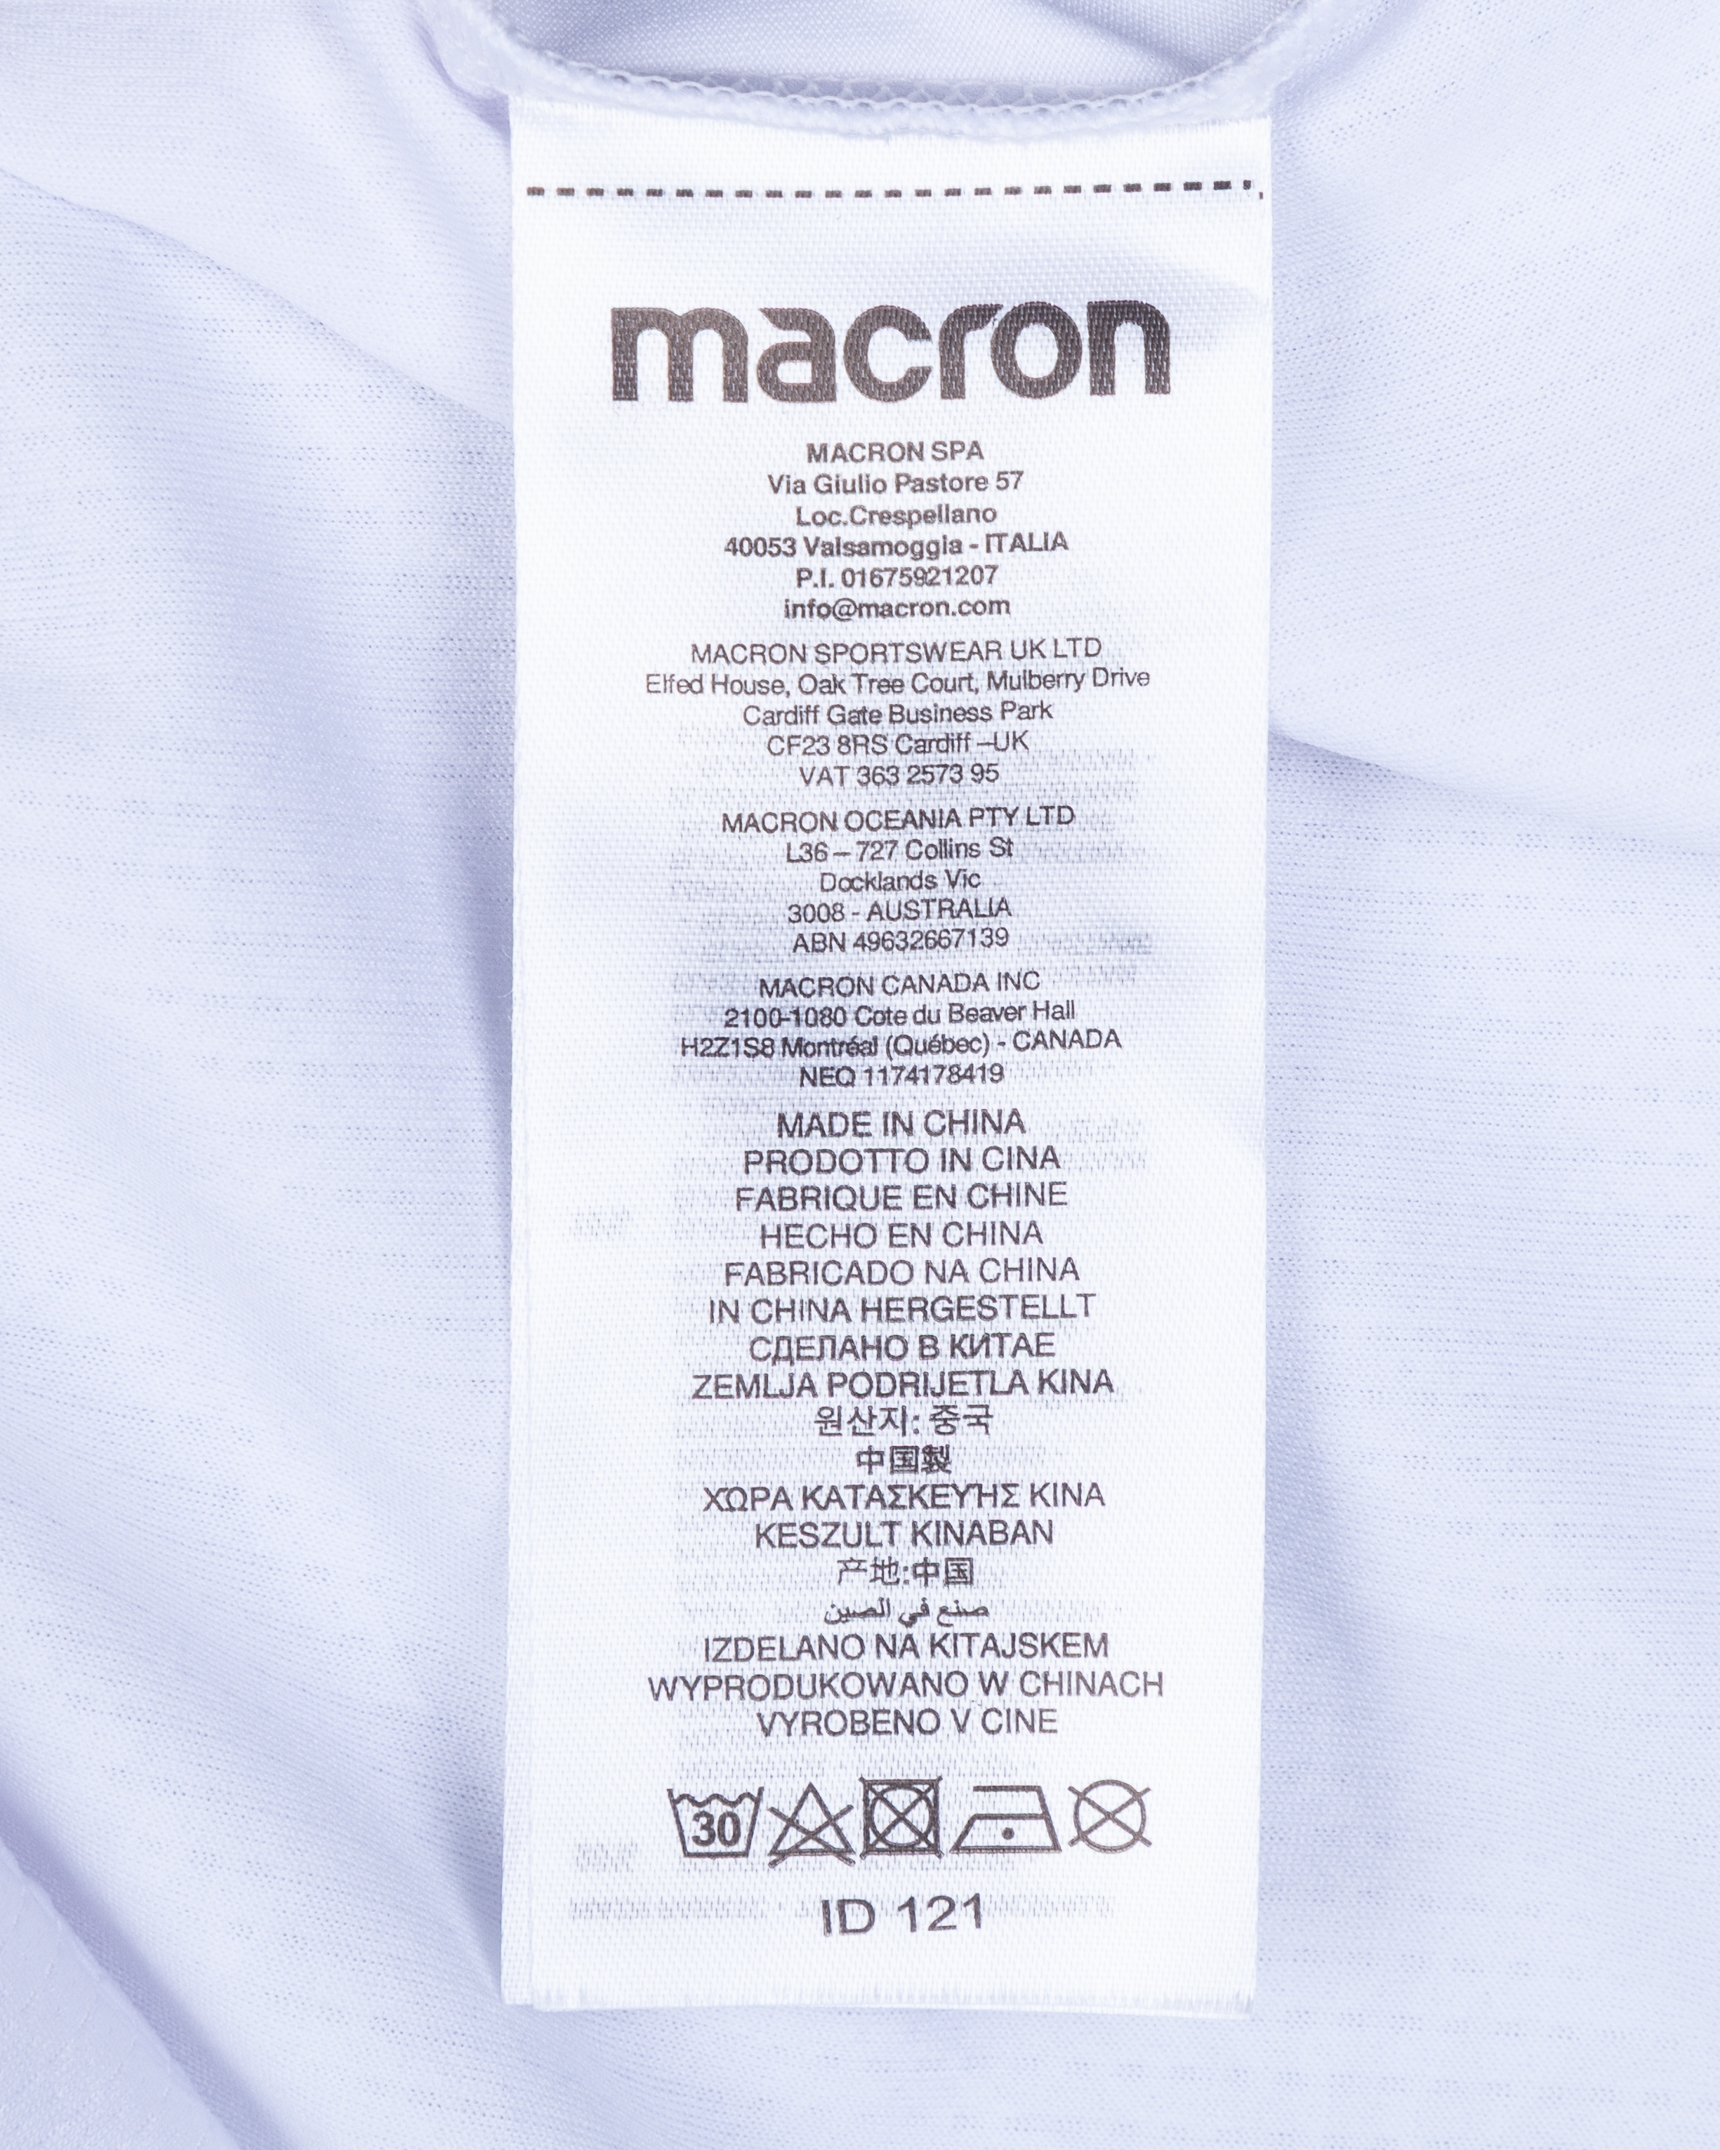 macron
MACRON SPA
Via Giulio Pastore 57
Loc.Crespellano
40053 Valsamoggia - ITALIA
P.I. 01675921207
info@macron.com
MACRON SPORTSWEAR UK LTD
Elfed House, Oak Tree Court, Mulberry Drive
Cardiff Gate Business Park
CF23 8RS Cardiff –UK
VAT 363 2573 95
MACRON OCEANIA PTY LTD
L36 – 727 Collins St
Docklands Vic
3008 - AUSTRALIA
ABN 49632667139
MACRON CANADA INC
2100-1080 Cote du Beaver Hall
H2Z1S8 Montréal (Québec) - CANADA
NEQ 1174178419
MADE IN CHINA
PRODOTTO IN CINA
FABRIQUE EN CHINE
HECHO EN CHINA
FABRICADO NA CHINA
IN CHINA HERGESTELLT
СДЕЛАНО В КИТАЕ
ZEMLJA PODRIJETLA KINA
원산지: 중국
中国製
ΧΩΡΑ ΚΑΤΑΣΚΕΥΉΣ ΚΙΝΑ
KESZULT KINABAN
产地:中国
صنع في الصين
IZDELANO NA KITAJSKEM
WYPRODUKOWANO W CHINACH
VYROBENO V CINE
30
ID 121